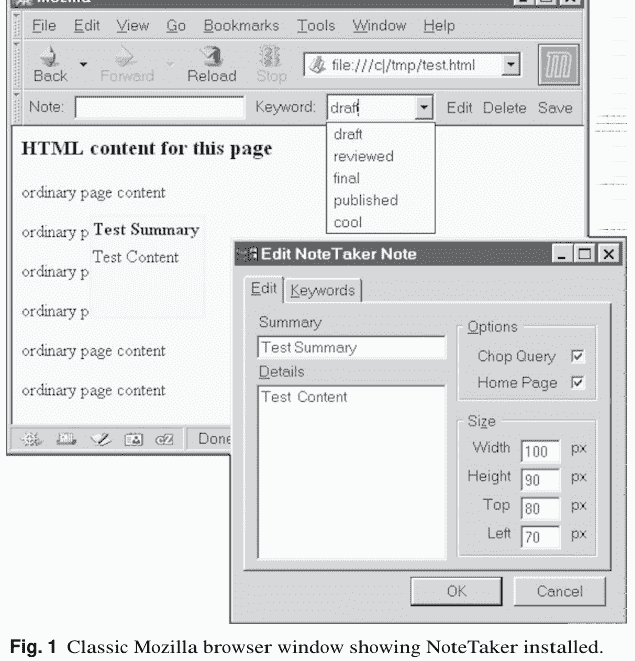 Mozilla
File Edit View Go Bookmarks Tools Window Help
Back Forward Reload Stop file:///c|/tmp/test.html
Note: Keyword: draft Edit Delete Save
draft
reviewed
final
published
cool
HTML content for this page
ordinary page content
ordinary p
Test Summary
Test Content
ordinary p
ordinary p
ordinary page content
ordinary page content
Done
Edit NoteTaker Note
Edit Keywords
Summary
Test Summary
Details
Test Content
Options
Chop Query
Home Page
Size
Width 100 px
Height 90 px
Top 80 px
Left 70 px
OK Cancel
Fig. 1 Classic Mozilla browser window showing NoteTaker installed.